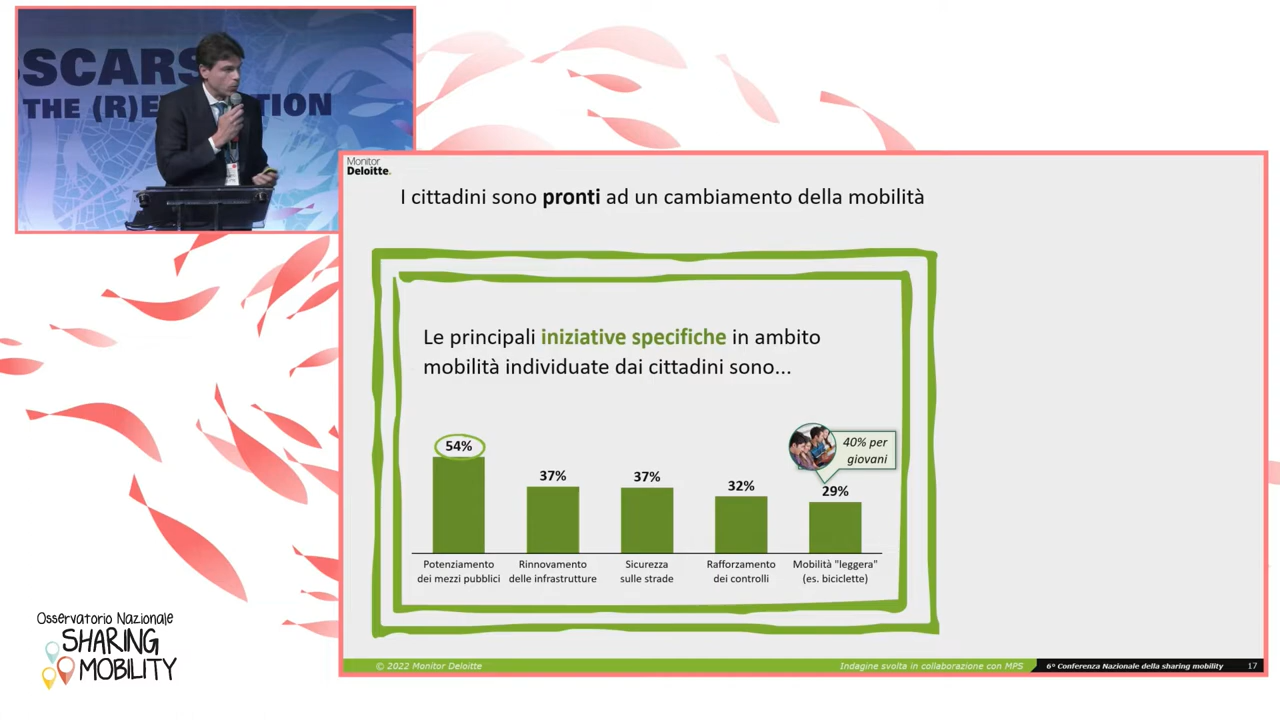 SCARS
THE (R)E
TION
Monitor
Deloitte.
I cittadini sono pronti ad un cambiamento della mobilità
Le principali iniziative specifiche in ambito
mobilità individuate dai cittadini sono...
54%
37%
37%
32%
29%
40% per
giovani
Potenziamento
dei mezzi pubblici
Rinnovamento
delle infrastrutture
Sicurezza
sulle strade
Rafforzamento
dei controlli
Mobilità "leggera"
(es. biciclette)
© 2022 Monitor Deloitte
Indagine svolta in collaborazione con MPS
6° Conferenza Nazionale della sharing mobility
17
Osservatorio Nazionale
SHARING
MOBILITY